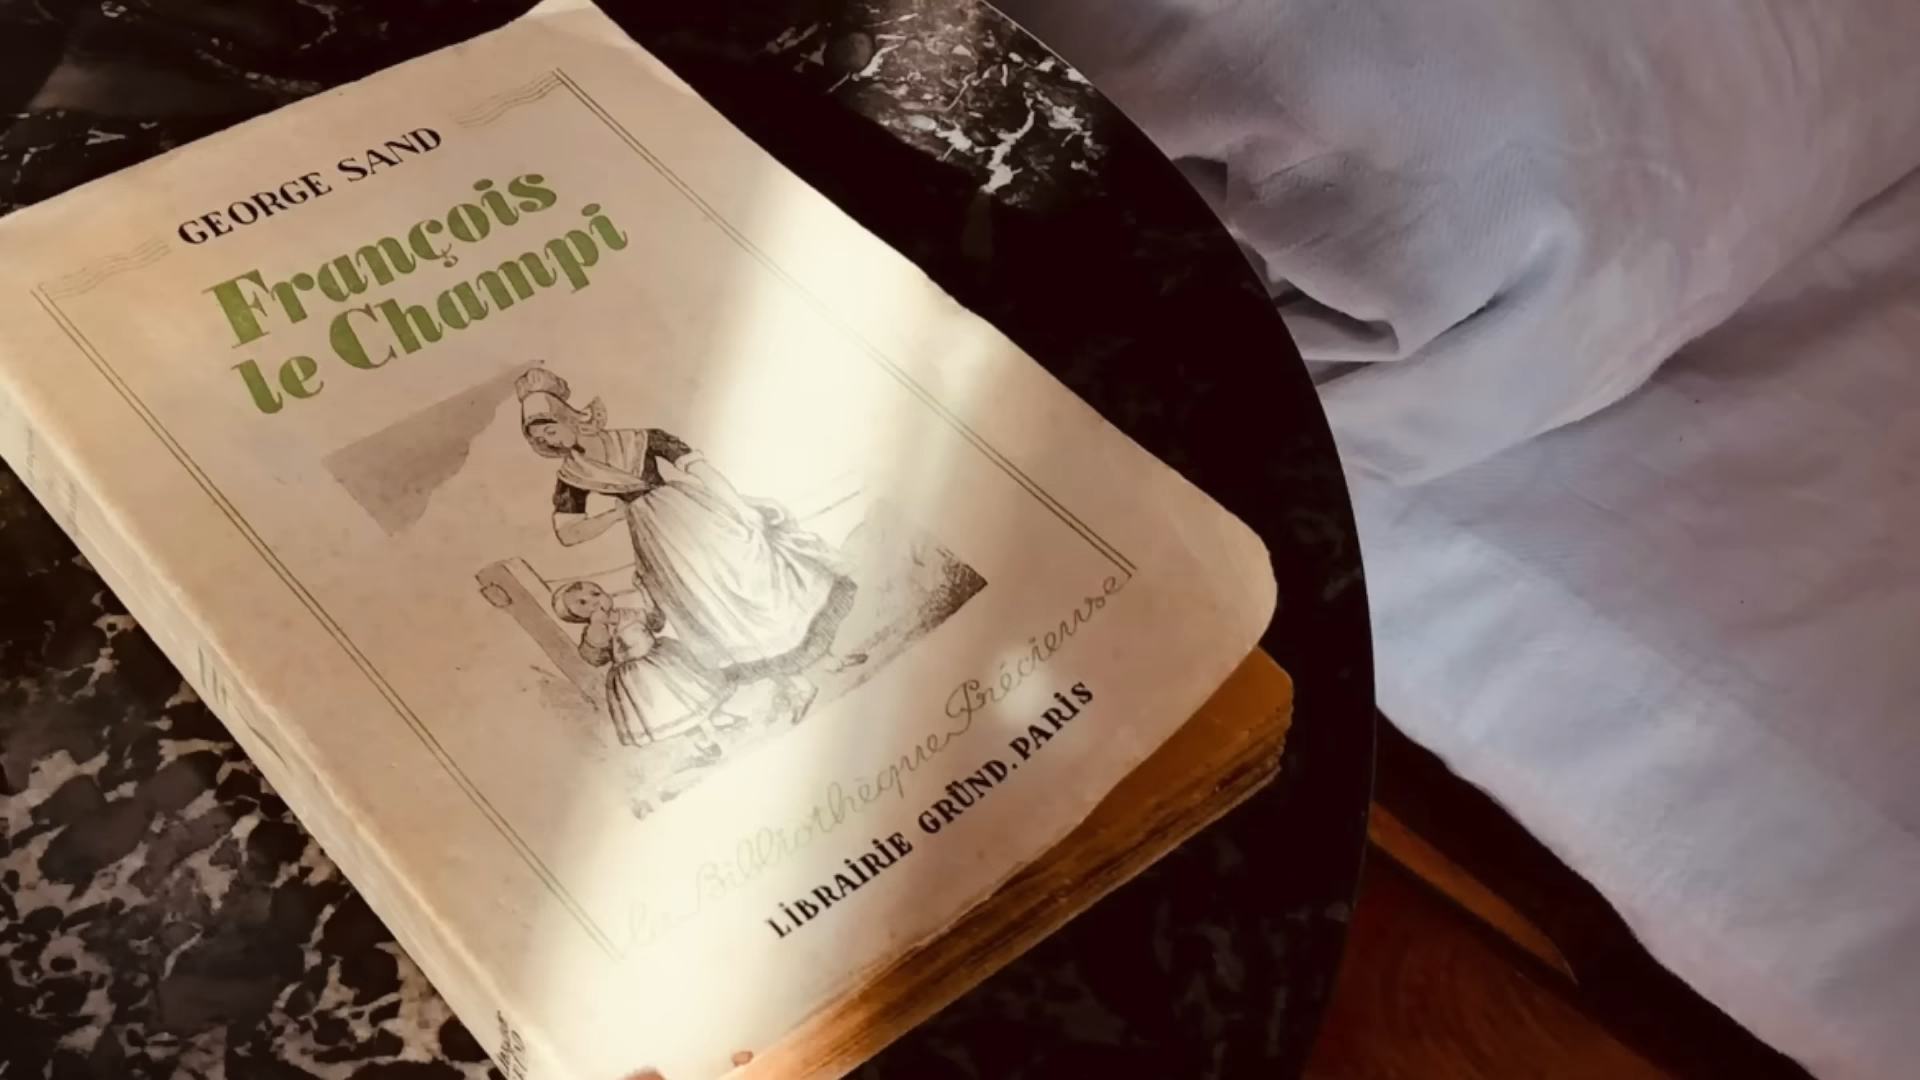 GEORGE SAND
François
le Champi
la Bibliothèque Précieuse
LIBRAIRIE GRÜND. PARIS